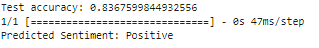 Test accuracy: 0.8367599844932556
1/1 [==============================] - 0s 47ms/step
Predicted Sentiment: Positive